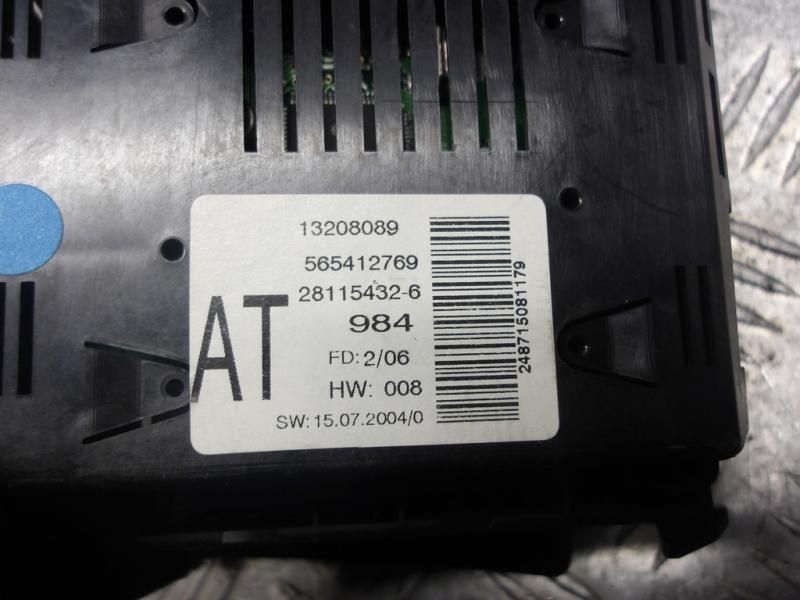 13208089
565412769
28115432-6
AT
984
FD: 2/06
HW: 008
SW: 15.07.2004/0
248715081179